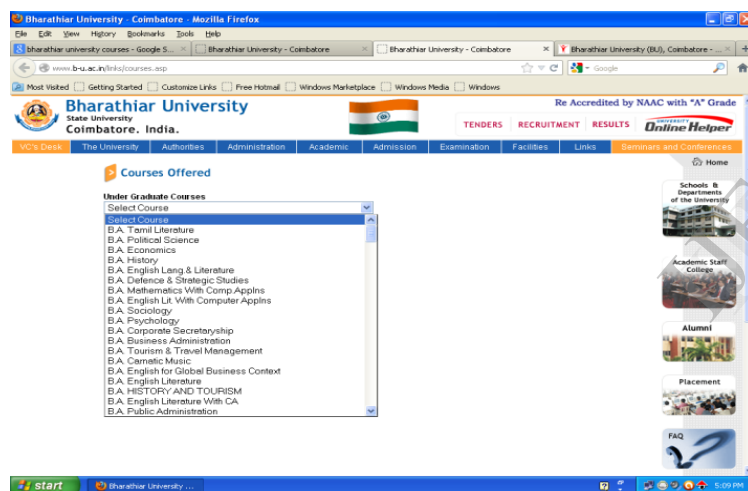 Bharathiar University - Coimbatore - Mozilla Firefox
File Edit View History Bookmarks Tools Help
bharathiar university courses - Google S... Bharathiar University - Coimbatore Bharathiar University - Coimbatore Bharathiar University (BU), Coimbatore - ...
www.b-u.ac.in/links/courses.asp Google
Most Visited Getting Started Customize Links Free Hotmail Windows Marketplace Windows Media Windows
Bharathiar University
State University
Coimbatore. India.
Re Accredited by NAAC with "A" Grade
TENDERS RECRUITMENT RESULTS UNIVERSITY Online Helper
VC's Desk The University Authorities Administration Academic Admission Examination Facilities Links Seminars and Conferences
Home
Courses Offered
Under Graduate Courses
Select Course
Select Course
B.A. Tamil Literature
B.A. Political Science
B.A. Economics
B.A. History
B.A. English Lang.& Literature
B.A. Defence & Strategic Studies
B.A. Mathematics With Comp.Applns
B.A. English Lit. With Computer Applns
B.A. Sociology
B.A. Psychology
B.A. Corporate Secretaryship
B.A. Business Administration
B.A. Tourism & Travel Management
B.A. Carnatic Music
B.A. English for Global Business Context
B.A. English Literature
B.A. HISTORY AND TOURISM
B.A. English Literature With CA
B.A. Public Administration
Schools &
Departments
of the University
Academic Staff
College
Alumni
Placement
FAQ
start Bharathiar University ... 5:09 PM